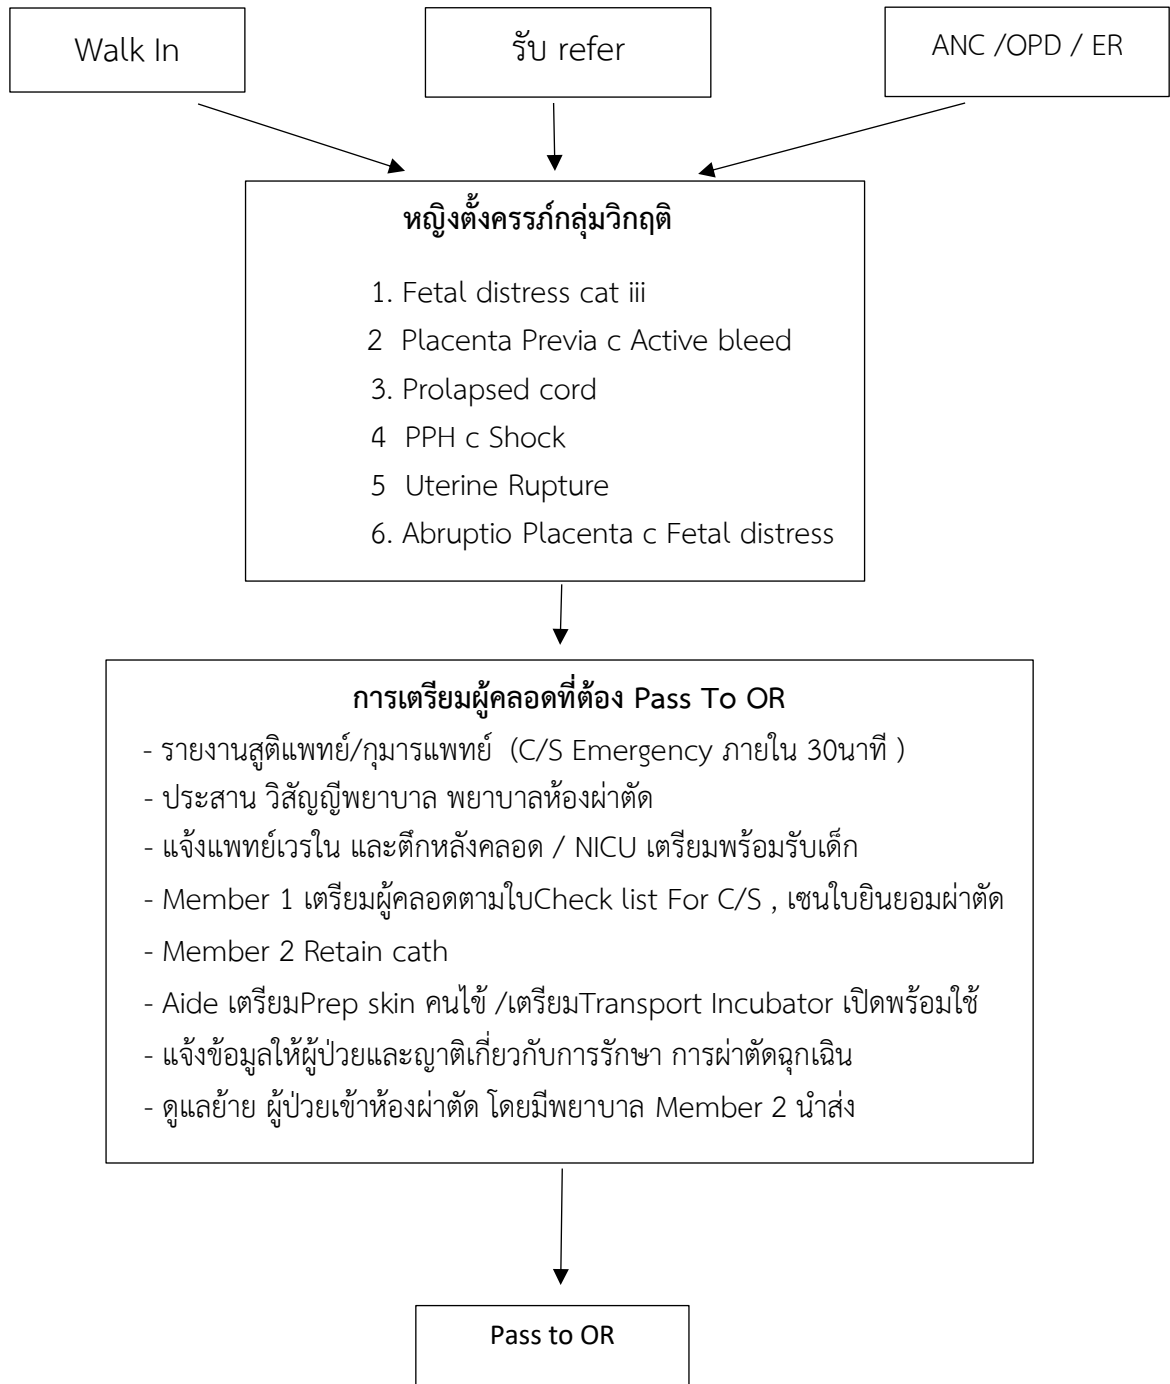 Walk In
รับ refer
ANC /OPD / ER
หญิงตั้งครรภ์กลุ่มวิกฤติ
1. Fetal distress cat iii
2 Placenta Previa c Active bleed
3. Prolapsed cord
4 PPH c Shock
5 Uterine Rupture
6. Abruptio Placenta c Fetal distress
การเตรียมผู้คลอดที่ต้อง Pass To OR
- รายงานสูติแพทย์/กุมารแพทย์ (C/S Emergency ภายใน 30นาที )
- ประสาน วิสัญญีพยาบาล พยาบาลห้องผ่าตัด
- แจ้งแพทย์เวรใน และตึกหลังคลอด / NICU เตรียมพร้อมรับเด็ก
- Member 1 เตรียมผู้คลอดตามใบCheck list For C/S , เซนใบยินยอมผ่าตัด
- Member 2 Retain cath
- Aide เตรียมPrep skin คนไข้ /เตรียมTransport Incubator เปิดพร้อมใช้
- แจ้งข้อมูลให้ผู้ป่วยและญาติเกี่ยวกับการรักษา การผ่าตัดฉุกเฉิน
- ดูแลย้าย ผู้ป่วยเข้าห้องผ่าตัด โดยมีพยาบาล Member 2 นำส่ง
Pass to OR